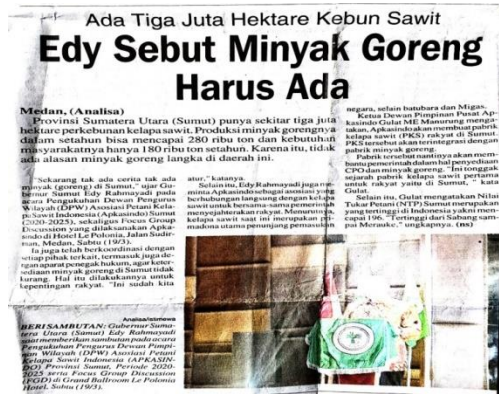 Ada Tiga Juta Hektare Kebun Sawit
Edy Sebut Minyak Goreng
Harus Ada
Medan, (Analisa)
Provinsi Sumatera Utara (Sumut) punya sekitar tiga juta
hektare perkebunan kelapa sawit. Produksi minyak gorengnya
dalam setahun bisa mencapai 280 ribu ton dan kebutuhan
masyarakatnya hanya 180 ribu ton setahun. Karena itu, tidak
ada alasan minyak goreng langka di daerah ini.
"Sekarang tak ada cerita tak ada
minyak (goreng) di Sumut," ujar Gu-
bernur Sumut Edy Rahmayadi pada
acara Pengukuhan Dewan Pengurus
Wilayah (DPW) Asosiasi Petani Kela-
pa Sawit Indonesia (Apkasindo) Sumut
2020-2025), sekaligus Focus Group
Discussion yang dilaksanakan Apka-
sindo di Hotel Le Polonia, Jalan Sudir-
man, Medan, Sabtu (19/3).
Ia juga telah berkoordinasi dengan
setiap pihak terkait, termasuk juga de-
ngan aparat penegak hukum, agar keter-
sediaan minyak goreng di Sumut tidak
kurang. Hal itu dilakukannya untuk
kepentingan rakyat. "Ini sudah kita
atur," katanya.
Selain itu, Edy Rahmayadi juga me-
minta Apkasindo sebagai asosiasi yang
berhubungan langsung dengan kelapa
sawit untuk bersama-sama pemerintah
menyejahterakan rakyat. Menurutnya,
kelapa sawit saat ini merupakan pri-
madona utama penunjang pemasukan
negara, selain batubara dan Migas.
Ketua Dewan Pimpinan Pusat Ap-
kasindo Gulat ME Manurung menga-
takan, Apkasindo akan membuat pabrik
kelapa sawit (PKS) rakyat di Sumut.
PKS tersebut akan terintegrasi dengan
pabrik minyak goreng.
Pabrik tersebut nantinya akan mem-
bantu pemerintah dalam hal penyediaan
CPO dan minyak goreng. "Ini tonggak
sejarah pabrik kelapa sawit pertama
untuk rakyat yaitu di Sumut, " kata
Gulat.
Selain itu, Gulat mengatakan Nilai
Tukar Petani (NTP) Sumut merupakan
yang tertinggi di Indonesia yakni men-
capai 196. "Tertinggi dari Sabang sam-
pai Merauke," ungkapnya. (ns)
Analisa/istimewa
BERI SAMBUTAN: Gubernur Suma-
tera Utara (Sumut) Edy Rahmayadi
saat memberikan sambutan pada acara
Pengukuhan Pengurus Dewan Pimpi-
nan Wilayah (DPW) Asosiasi Petani
Kelapa Sawit Indonesia (APKASIN-
DO) Provinsi Sumut, Periode 2020-
2025 serta Focus Group Discussion
(FGD) di Grand Ballroom Le Polonia
Hotel, Sabtu (19/3).